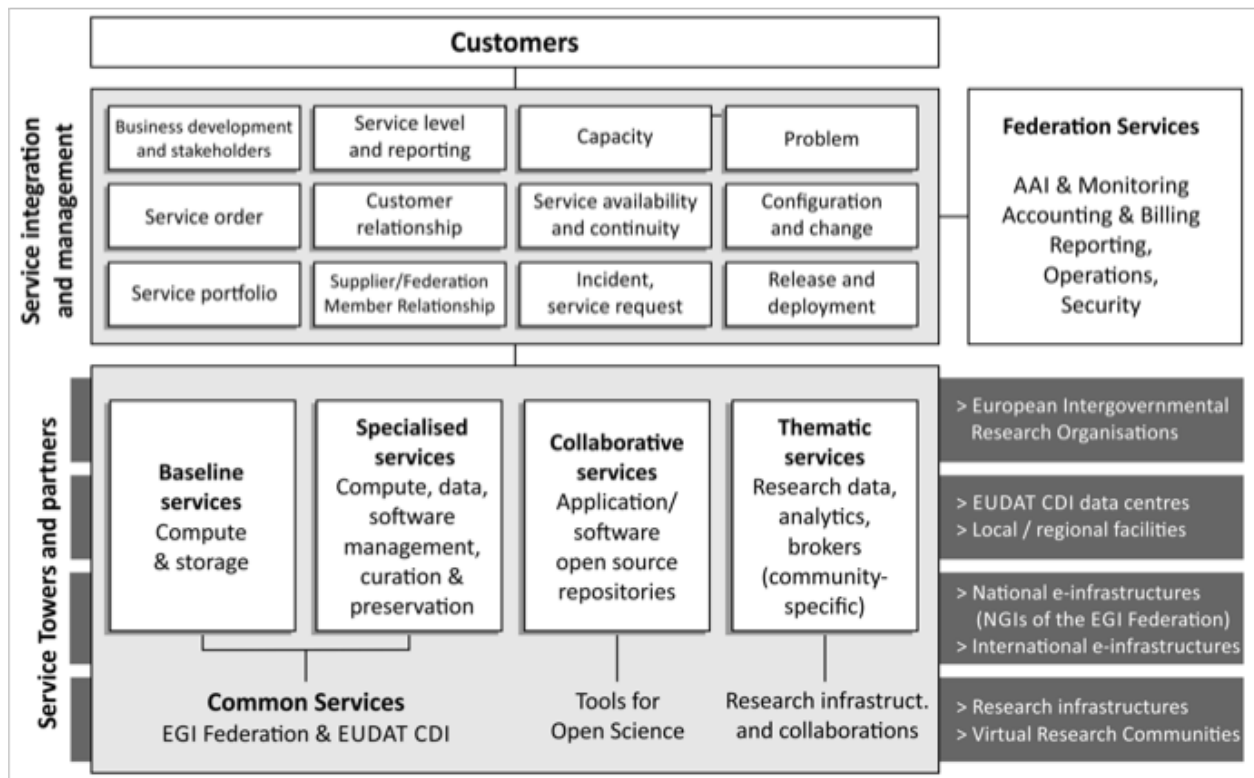 Customers
Service integration
and management
Business development
and stakeholders
Service level
and reporting
Capacity
Problem
Service order
Customer
relationship
Service availability
and continuity
Configuration
and change
Service portfolio
Supplier/Federation
Member Relationship
Incident,
service request
Release and
deployment
Federation Services
AAI & Monitoring
Accounting & Billing
Reporting,
Operations,
Security
Service Towers and partners
Baseline
services
Compute
& storage
Specialised
services
Compute, data,
software
management,
curation &
preservation
Collaborative
services
Application/
software
open source
repositories
Thematic
services
Research data,
analytics,
brokers
(community-
specific)
Common Services
EGI Federation & EUDAT CDI
Tools for
Open Science
Research infrastruct.
and collaborations
> European Intergovernmental
Research Organisations
> EUDAT CDI data centres
> Local / regional facilities
> National e-infrastructures
(NGIs of the EGI Federation)
> International e-infrastructures
> Research infrastructures
> Virtual Research Communities